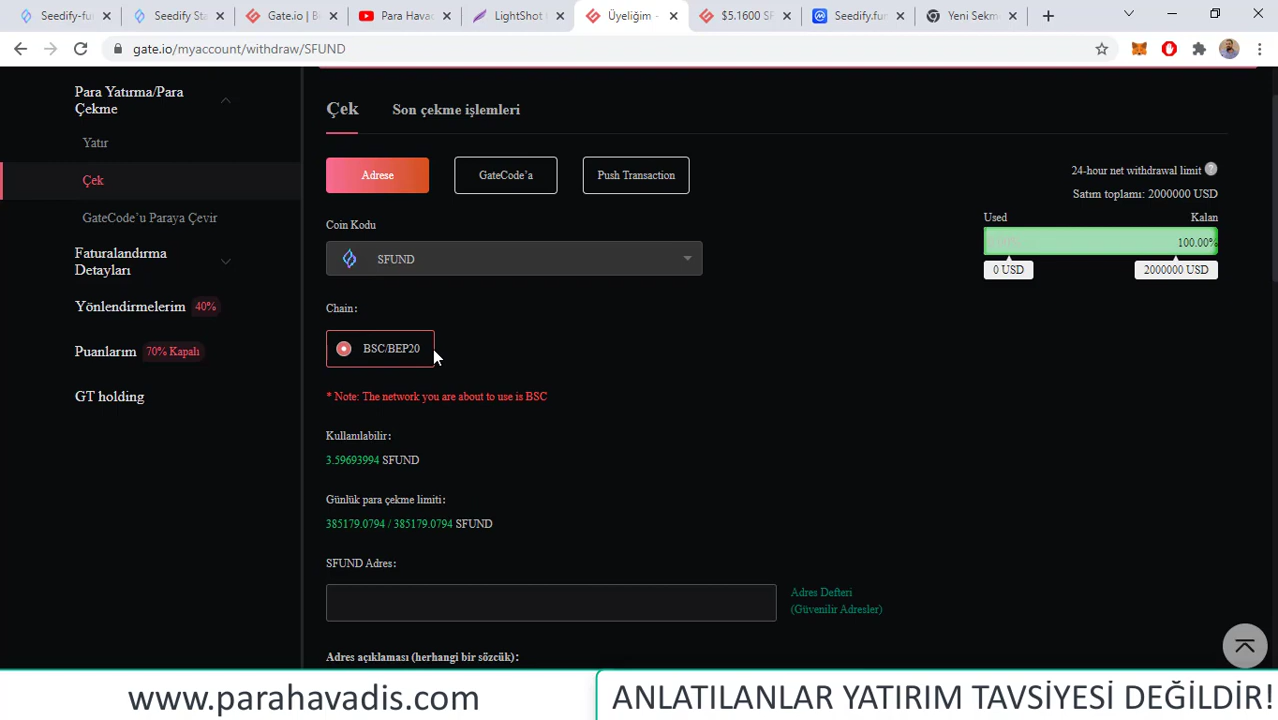 Seedify-fu
Seedify Sta
Gate.io | B
Para Hava
LightShot
Üyeliğim -
$5.1600 SF
Seedify.fun
Yeni Sekm
gate.io/myaccount/withdraw/SFUND
Para Yatırma/Para
Çekme
Yatır
Çek
GateCode’u Paraya Çevir
Faturalandırma
Detayları
Yönlendirmelerim 40%
Puanlarım 70% Kapalı
GT holding
Çek Son çekme işlemleri
Adrese GateCode’a Push Transaction
Coin Kodu
SFUND
Chain:
BSC/BEP20
* Note: The network you are about to use is BSC
Kullanılabilir:
3.59693994 SFUND
Günlük para çekme limiti:
385179.0794 / 385179.0794 SFUND
SFUND Adres:
Adres Defteri
(Güvenilir Adresler)
Adres açıklaması (herhangi bir sözcük):
24-hour net withdrawal limit ?
Satim toplamı: 2000000 USD
Used Kalan
100.00%
0 USD 2000000 USD
www.parahavadis.com
ANLATILANLAR YATIRIM TAVSİYESİ DEĞİLDİR!